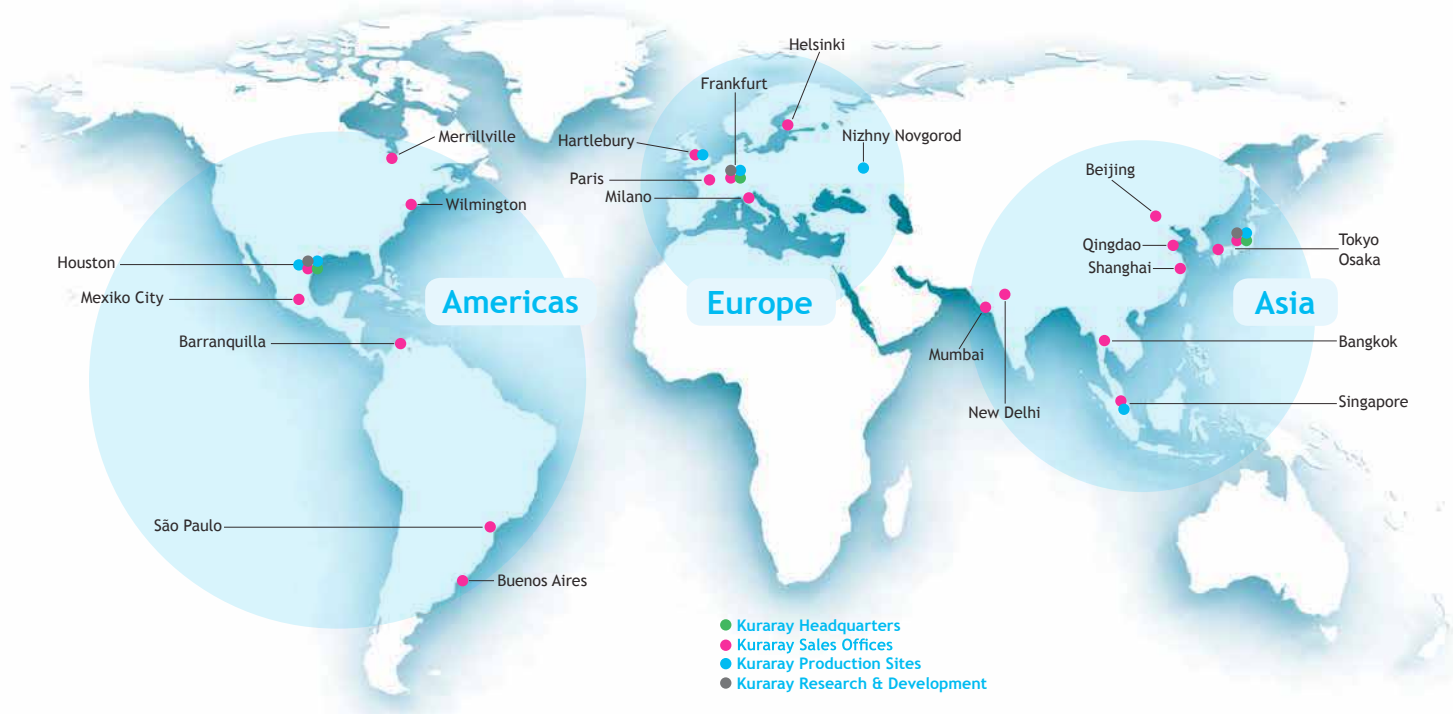 Helsinki
Frankfurt
Merrillville
Hartlebury
Nizhny Novgorod
Paris
Beijing
Milano
Wilmington
Qingdao
Tokyo
Osaka
Houston
Shanghai
Mexiko City
Americas
Europe
Asia
Barranquilla
Mumbai
Bangkok
New Delhi
Singapore
São Paulo
Buenos Aires
Kuraray Headquarters
Kuraray Sales Offices
Kuraray Production Sites
Kuraray Research & Development